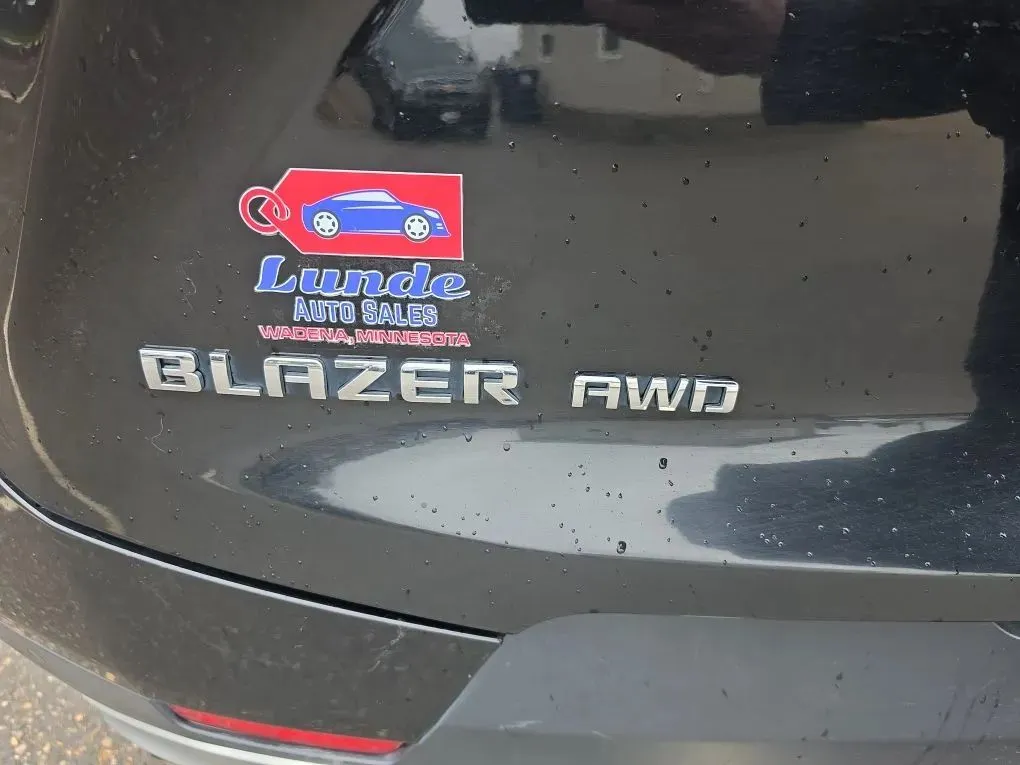 Lunde
AUTO SALES
WADENA, MINNESOTA
BLAZER AWD